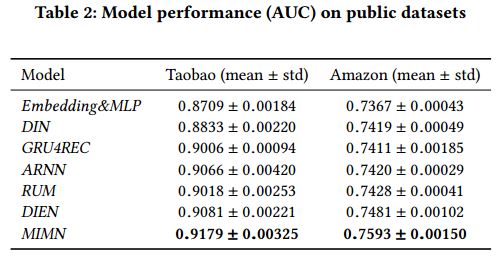 Table 2: Model performance (AUC) on public datasets
Model Taobao (mean ± std) Amazon (mean ± std)
Embedding&MLP 0.8709 ± 0.00184 0.7367 ± 0.00043
DIN 0.8833 ± 0.00220 0.7419 ± 0.00049
GRU4REC 0.9006 ± 0.00094 0.7411 ± 0.00185
ARNN 0.9066 ± 0.00420 0.7420 ± 0.00029
RUM 0.9018 ± 0.00253 0.7428 ± 0.00041
DIEN 0.9081 ± 0.00221 0.7481 ± 0.00102
MIMN 0.9179 ± 0.00325 0.7593 ± 0.00150